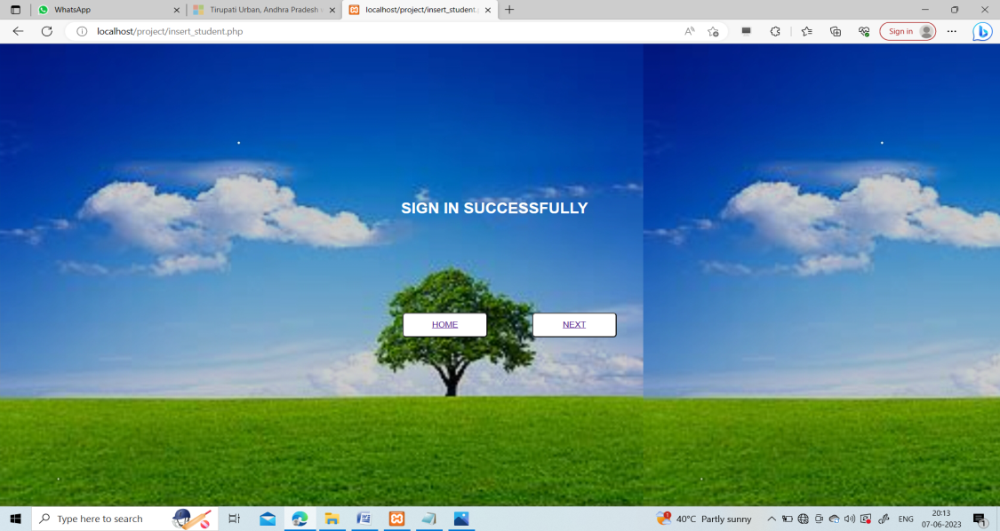 WhatsApp
Tirupati Urban, Andhra Pradesh
localhost/project/insert_student.p
localhost/project/insert_student.php
Sign in
SIGN IN SUCCESSFULLY
HOME
NEXT
Type here to search
40°C Partly sunny
ENG
20:13
07-06-2023
1